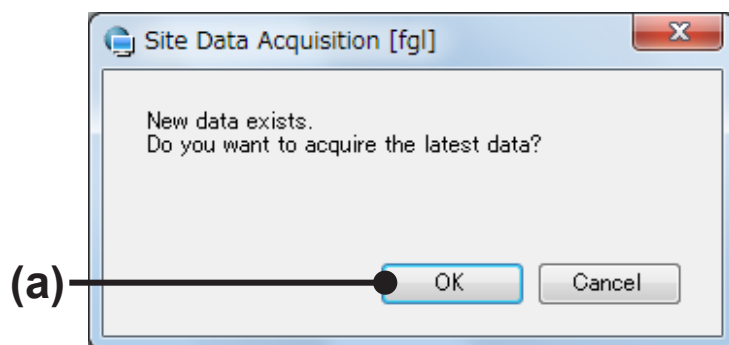 Site Data Acquisition [fgl]
New data exists.
Do you want to acquire the latest data?
(a)
OK
Cancel